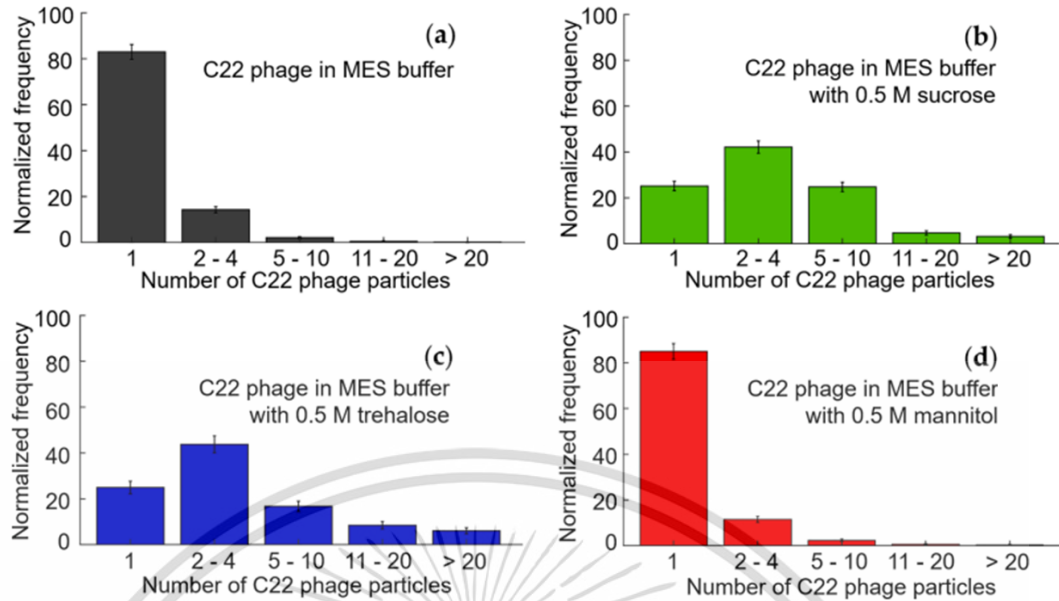 Normalized frequency
100
80
60
40
20
0
(a)
C22 phage in MES buffer
1 2 - 4 5 - 10 11 - 20 > 20
Number of C22 phage particles
Normalized frequency
100
80
60
40
20
0
(b)
C22 phage in MES buffer
with 0.5 M sucrose
1 2 - 4 5 - 10 11 - 20 > 20
Number of C22 phage particles
Normalized frequency
100
80
60
40
20
0
(c)
C22 phage in MES buffer
with 0.5 M trehalose
1 2 - 4 5 - 10 11 - 20 > 20
Number of C22 phage particles
Normalized frequency
100
80
60
40
20
0
(d)
C22 phage in MES buffer
with 0.5 M mannitol
1 2 - 4 5 - 10 11 - 20 > 20
Number of C22 phage particles